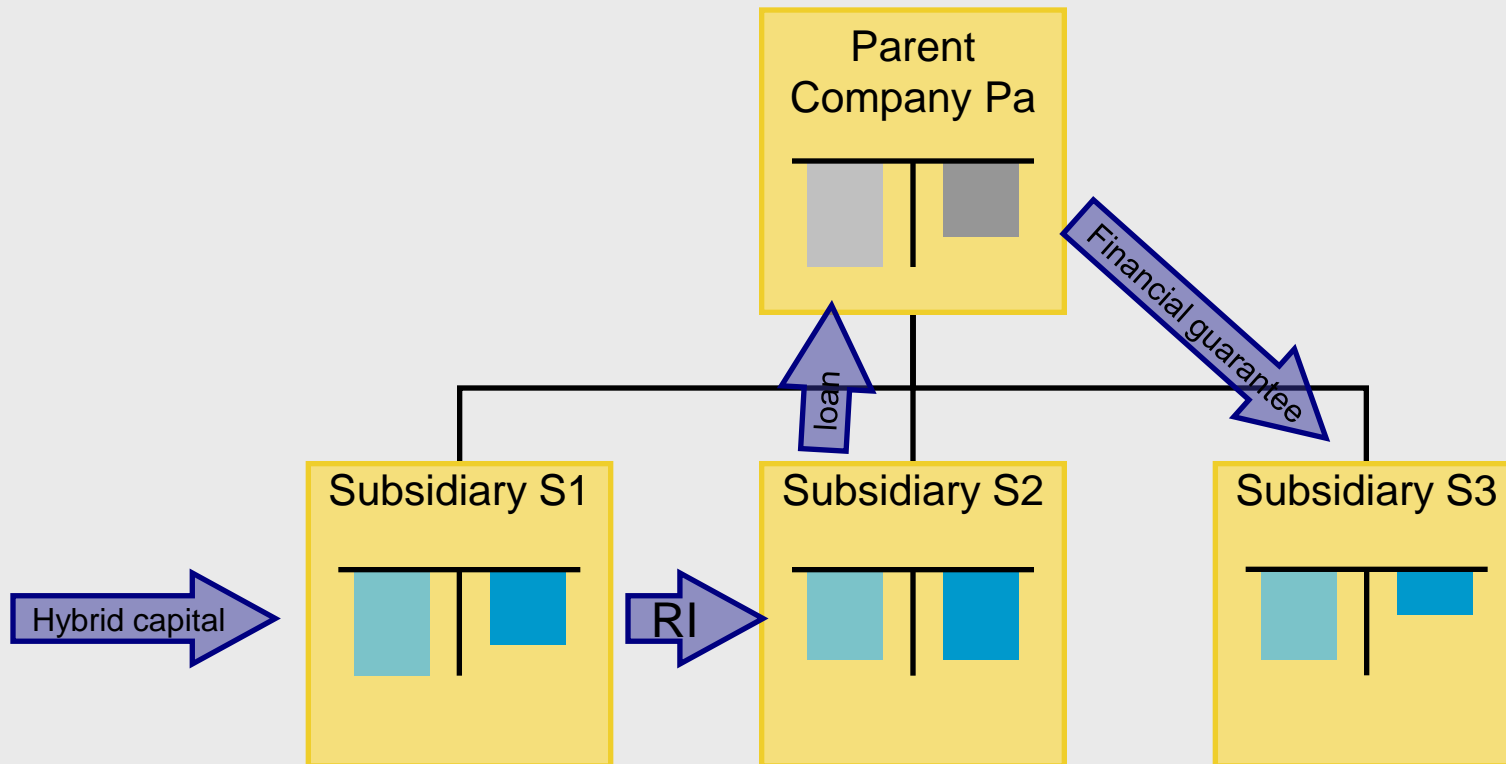 Parent
Company Pa
Financial guarantee
loan
Subsidiary S1
Subsidiary S2
Subsidiary S3
Hybrid capital
RI